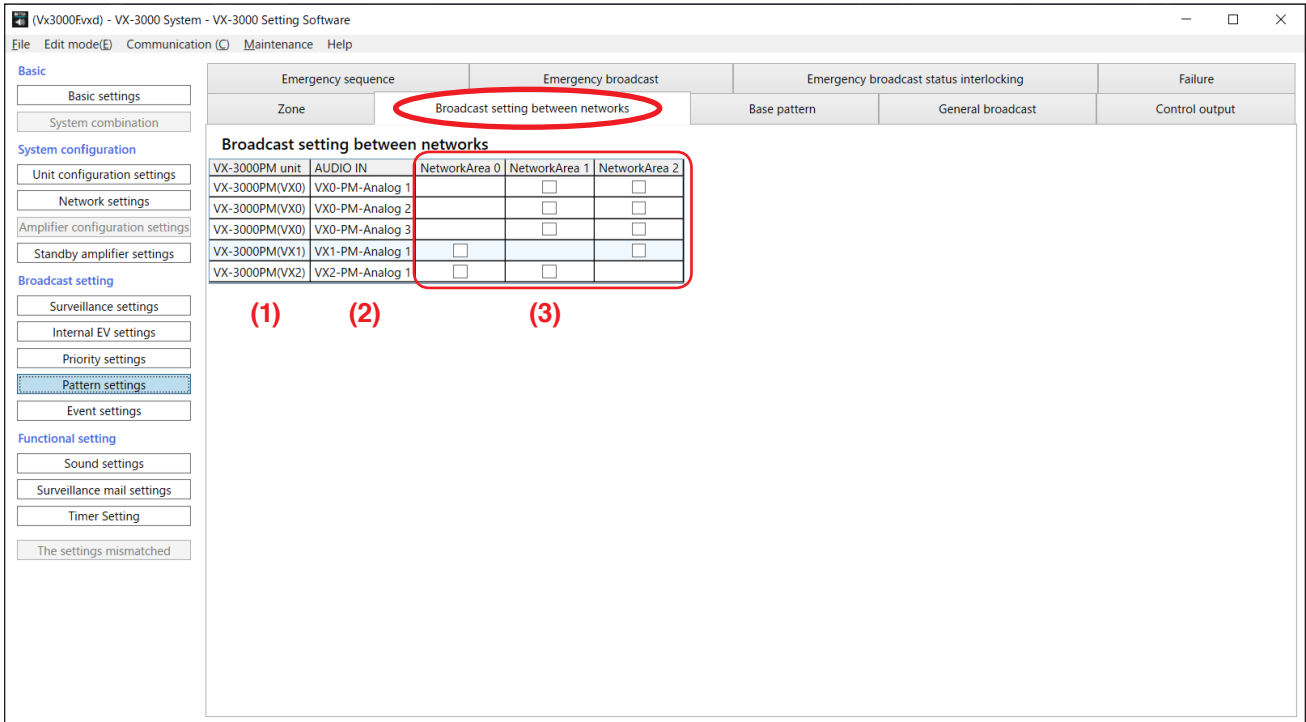 (Vx3000F.vxd) - VX-3000 System - VX-3000 Setting Software
File Edit mode(E) Communication (C) Maintenance Help
Basic
Basic settings
System combination
System configuration
Unit configuration settings
Network settings
Amplifier configuration settings
Standby amplifier settings
Broadcast setting
Surveillance settings
Internal EV settings
Priority settings
Pattern settings
Event settings
Functional setting
Sound settings
Surveillance mail settings
Timer Setting
The settings mismatched
Emergency sequence Emergency broadcast Emergency broadcast status interlocking Failure
Zone Broadcast setting between networks Base pattern General broadcast Control output
Broadcast setting between networks
VX-3000PM unit AUDIO IN NetworkArea 0 NetworkArea 1 NetworkArea 2
VX-3000PM(VX0) VX0-PM-Analog 1
VX-3000PM(VX0) VX0-PM-Analog 2
VX-3000PM(VX0) VX0-PM-Analog 3
VX-3000PM(VX1) VX1-PM-Analog 1
VX-3000PM(VX2) VX2-PM-Analog 1
(1) (2) (3)